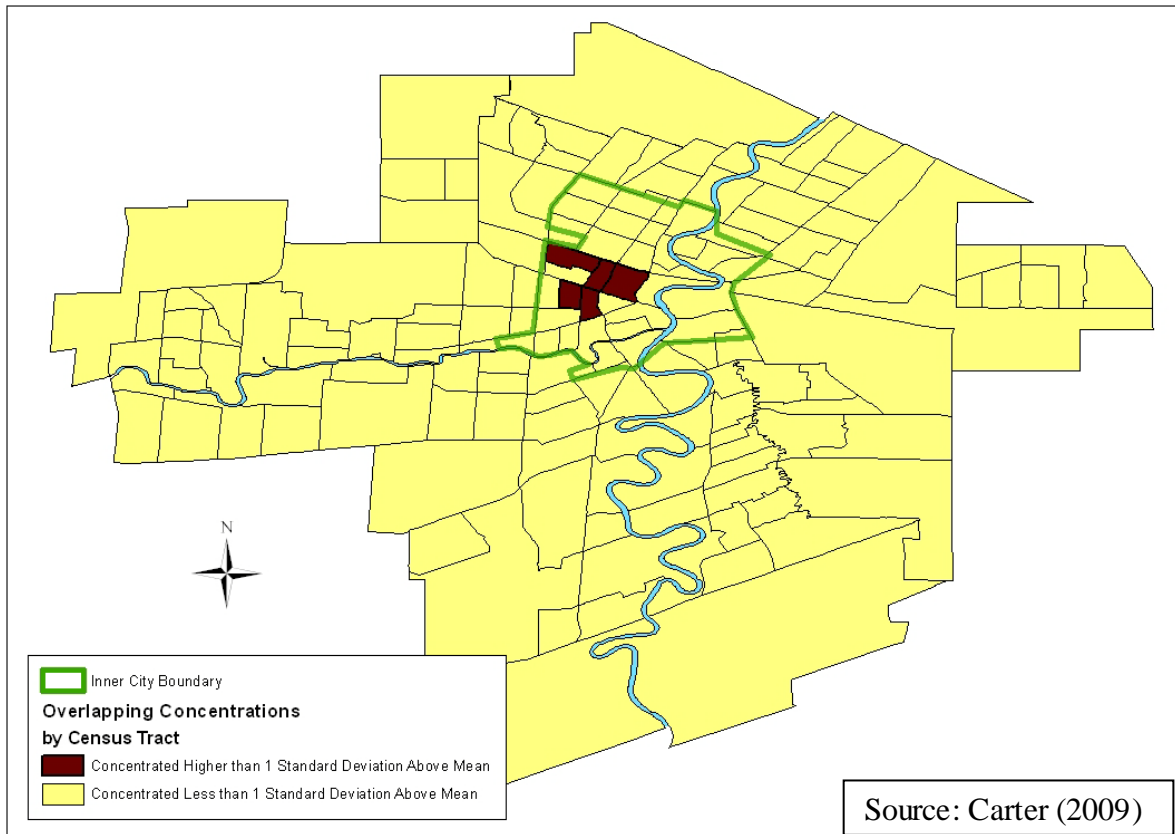 N
Inner City Boundary
Overlapping Concentrations
by Census Tract
Concentrated Higher than 1 Standard Deviation Above Mean
Concentrated Less than 1 Standard Deviation Above Mean
Source: Carter (2009)